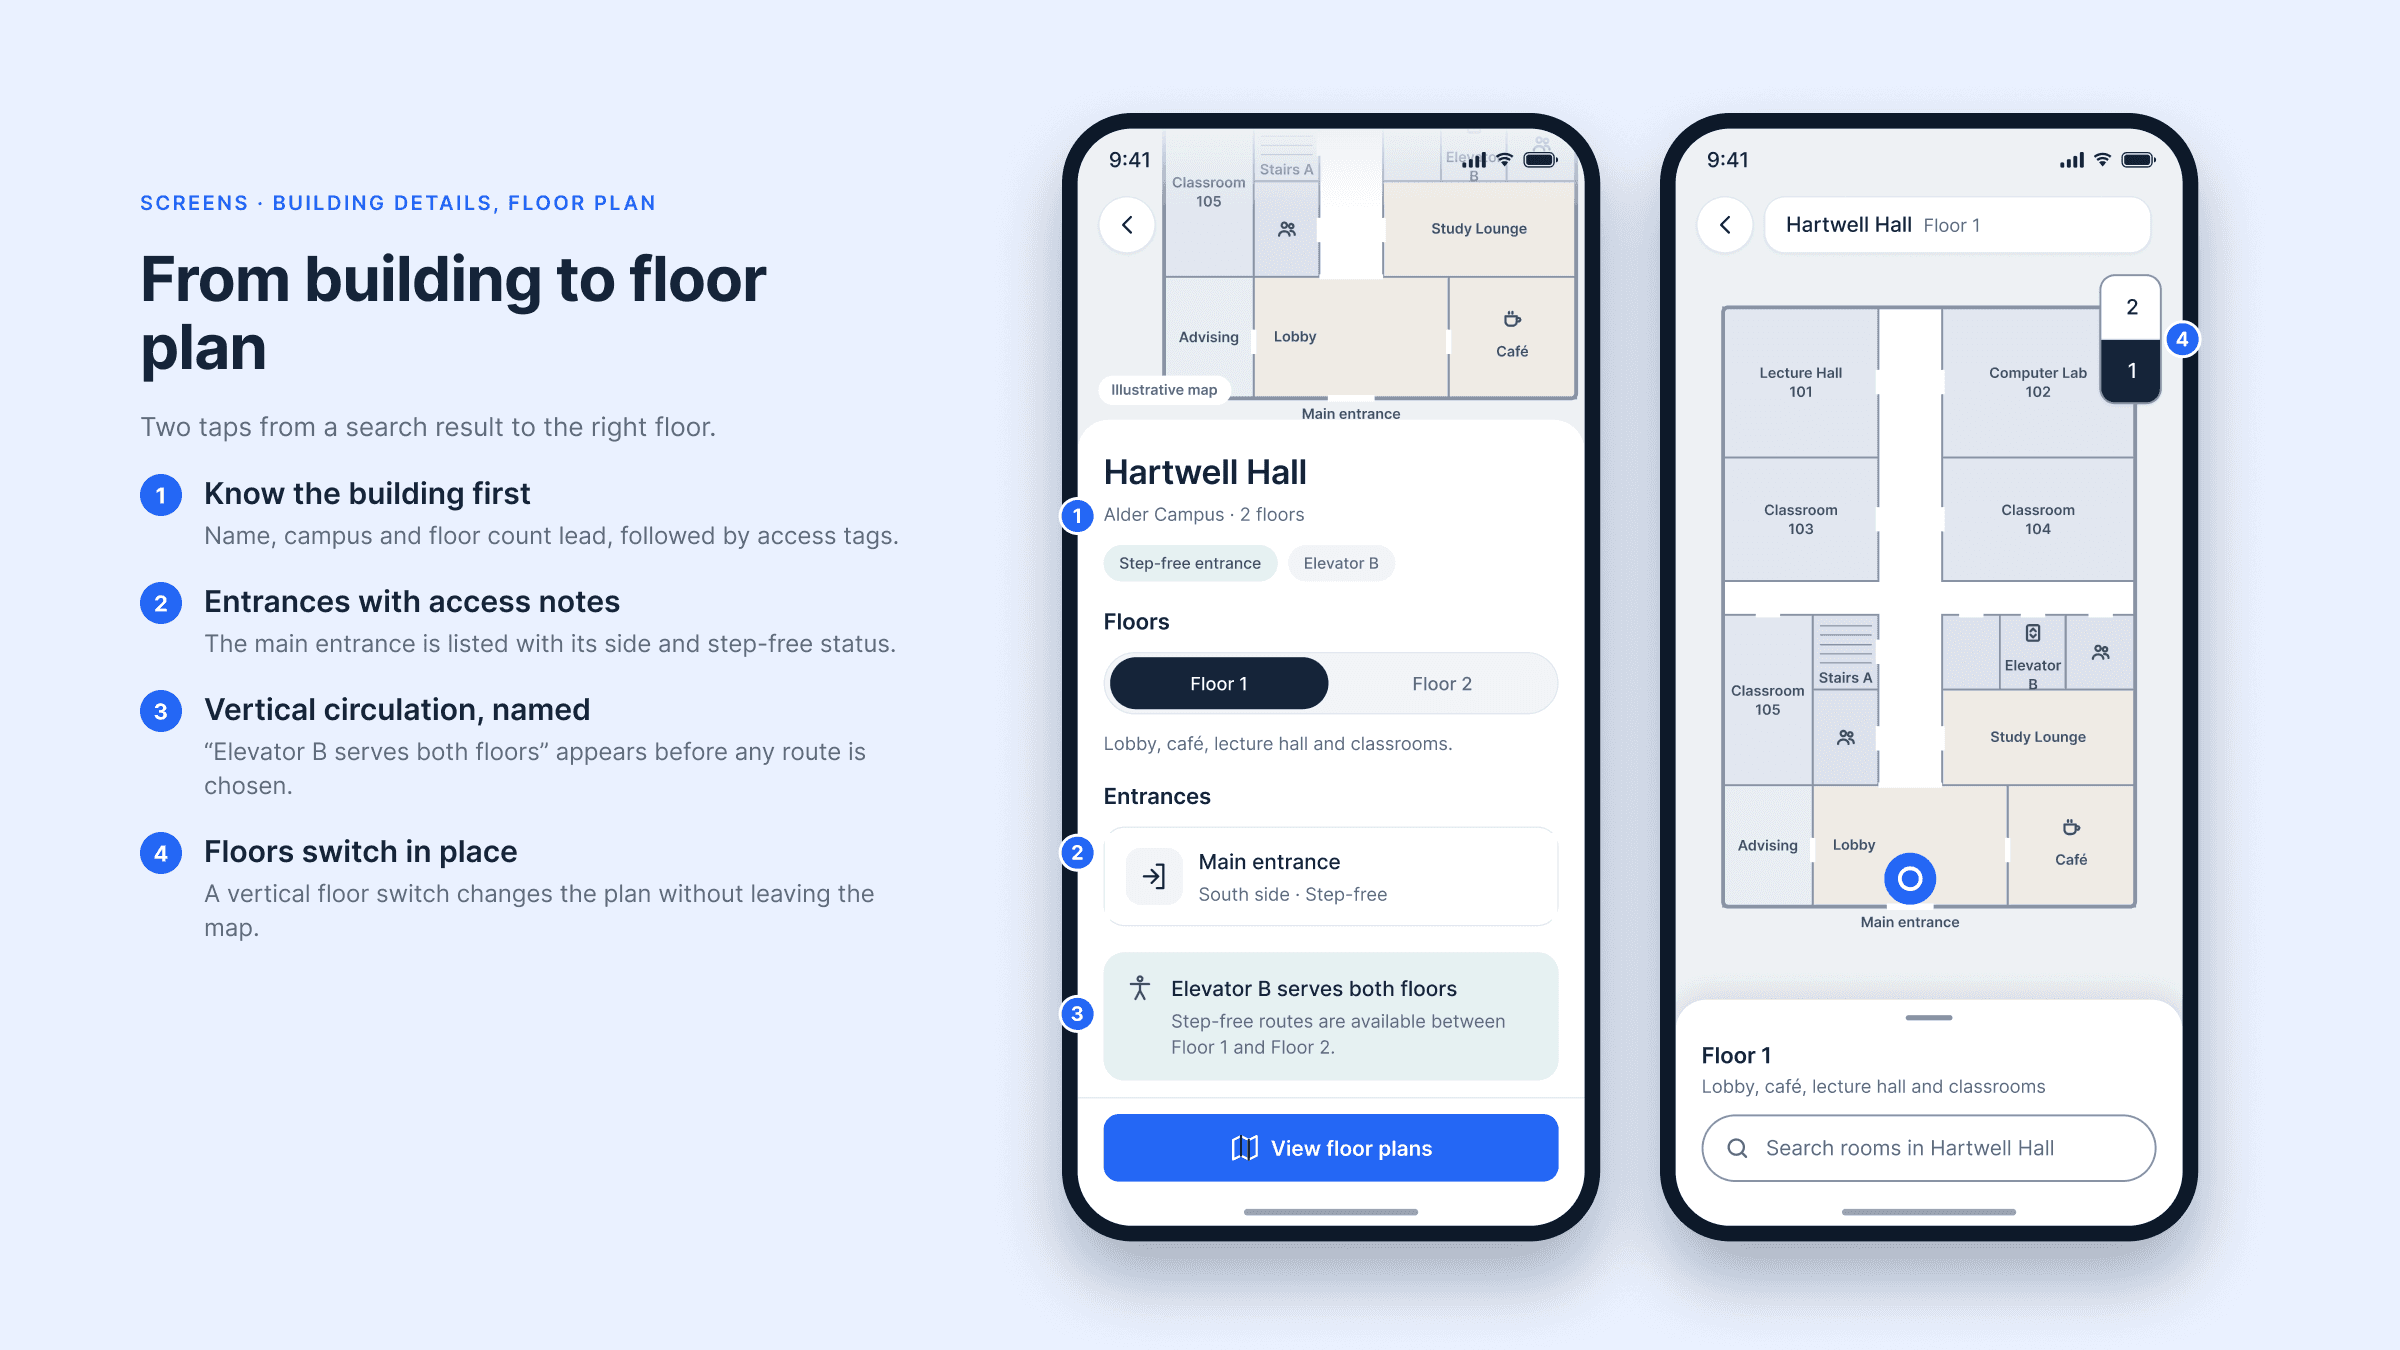 SCREENS · BUILDING DETAILS, FLOOR PLAN
From building to floor
plan
Two taps from a search result to the right floor.
1
Know the building first
Name, campus and floor count lead, followed by access tags.
2
Entrances with access notes
The main entrance is listed with its side and step-free status.
3
Vertical circulation, named
“Elevator B serves both floors” appears before any route is
chosen.
4
Floors switch in place
A vertical floor switch changes the plan without leaving the
map.
9:41
Stairs A
Elevator
B
Classroom
105
Study Lounge
Advising
Lobby
Café
Illustrative map
Main entrance
Hartwell Hall
1
Alder Campus · 2 floors
Step-free entrance
Elevator B
Floors
Floor 1
Floor 2
Lobby, café, lecture hall and classrooms.
Entrances
2
Main entrance
South side · Step-free
3
Elevator B serves both floors
Step-free routes are available between
Floor 1 and Floor 2.
View floor plans
9:41
Hartwell Hall Floor 1
2
1
4
Lecture Hall
101
Computer Lab
102
Classroom
103
Classroom
104
Stairs A
Elevator
B
Classroom
105
Study Lounge
Advising
Lobby
Café
Main entrance
Floor 1
Lobby, café, lecture hall and classrooms
Search rooms in Hartwell Hall